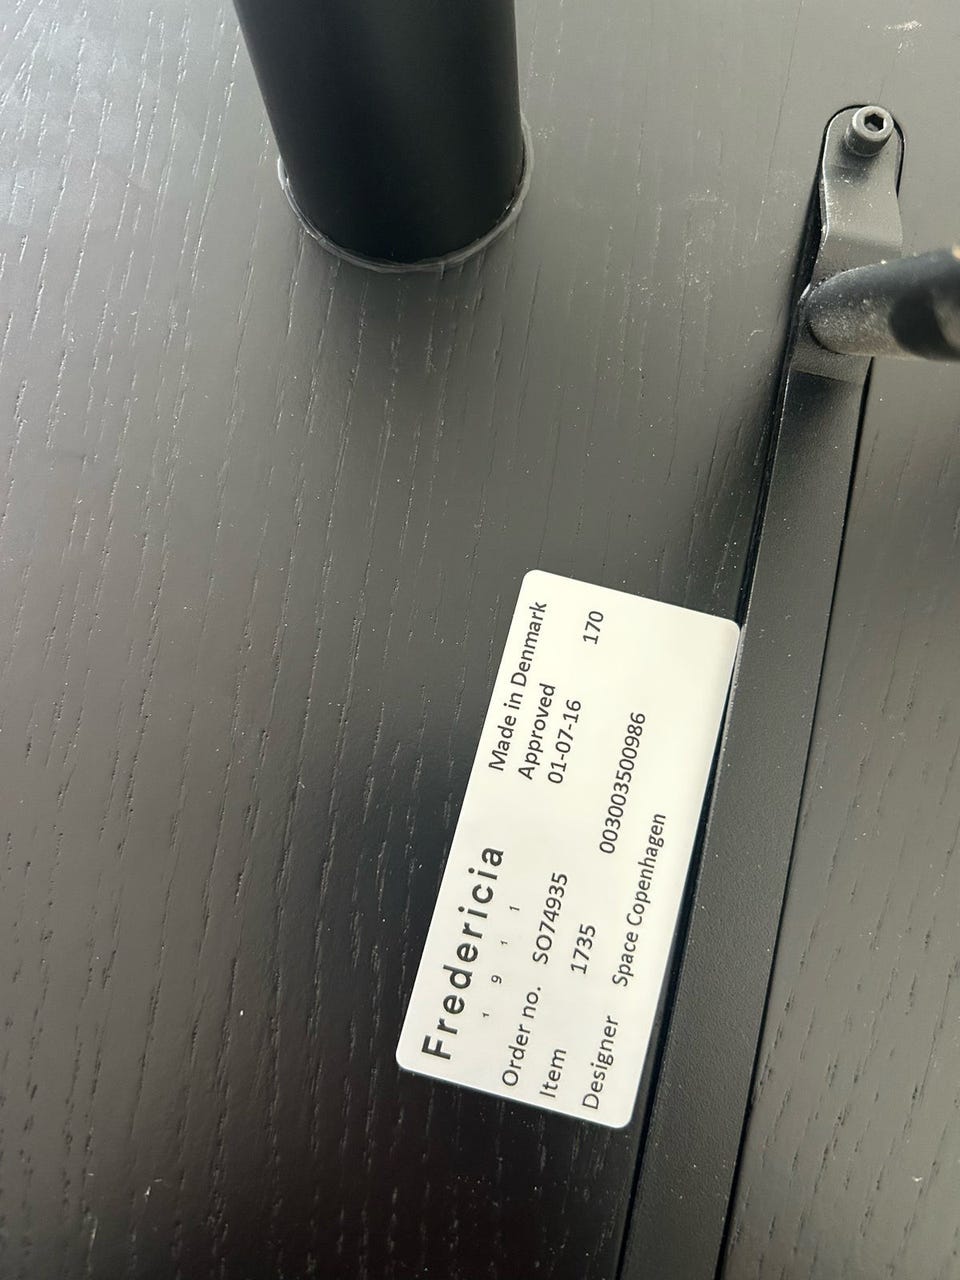 Fredericia
1 9 1 1
Made in Denmark
Approved
01-07-16
Order no. SO74935
Item 1735 170
003003500986
Designer Space Copenhagen